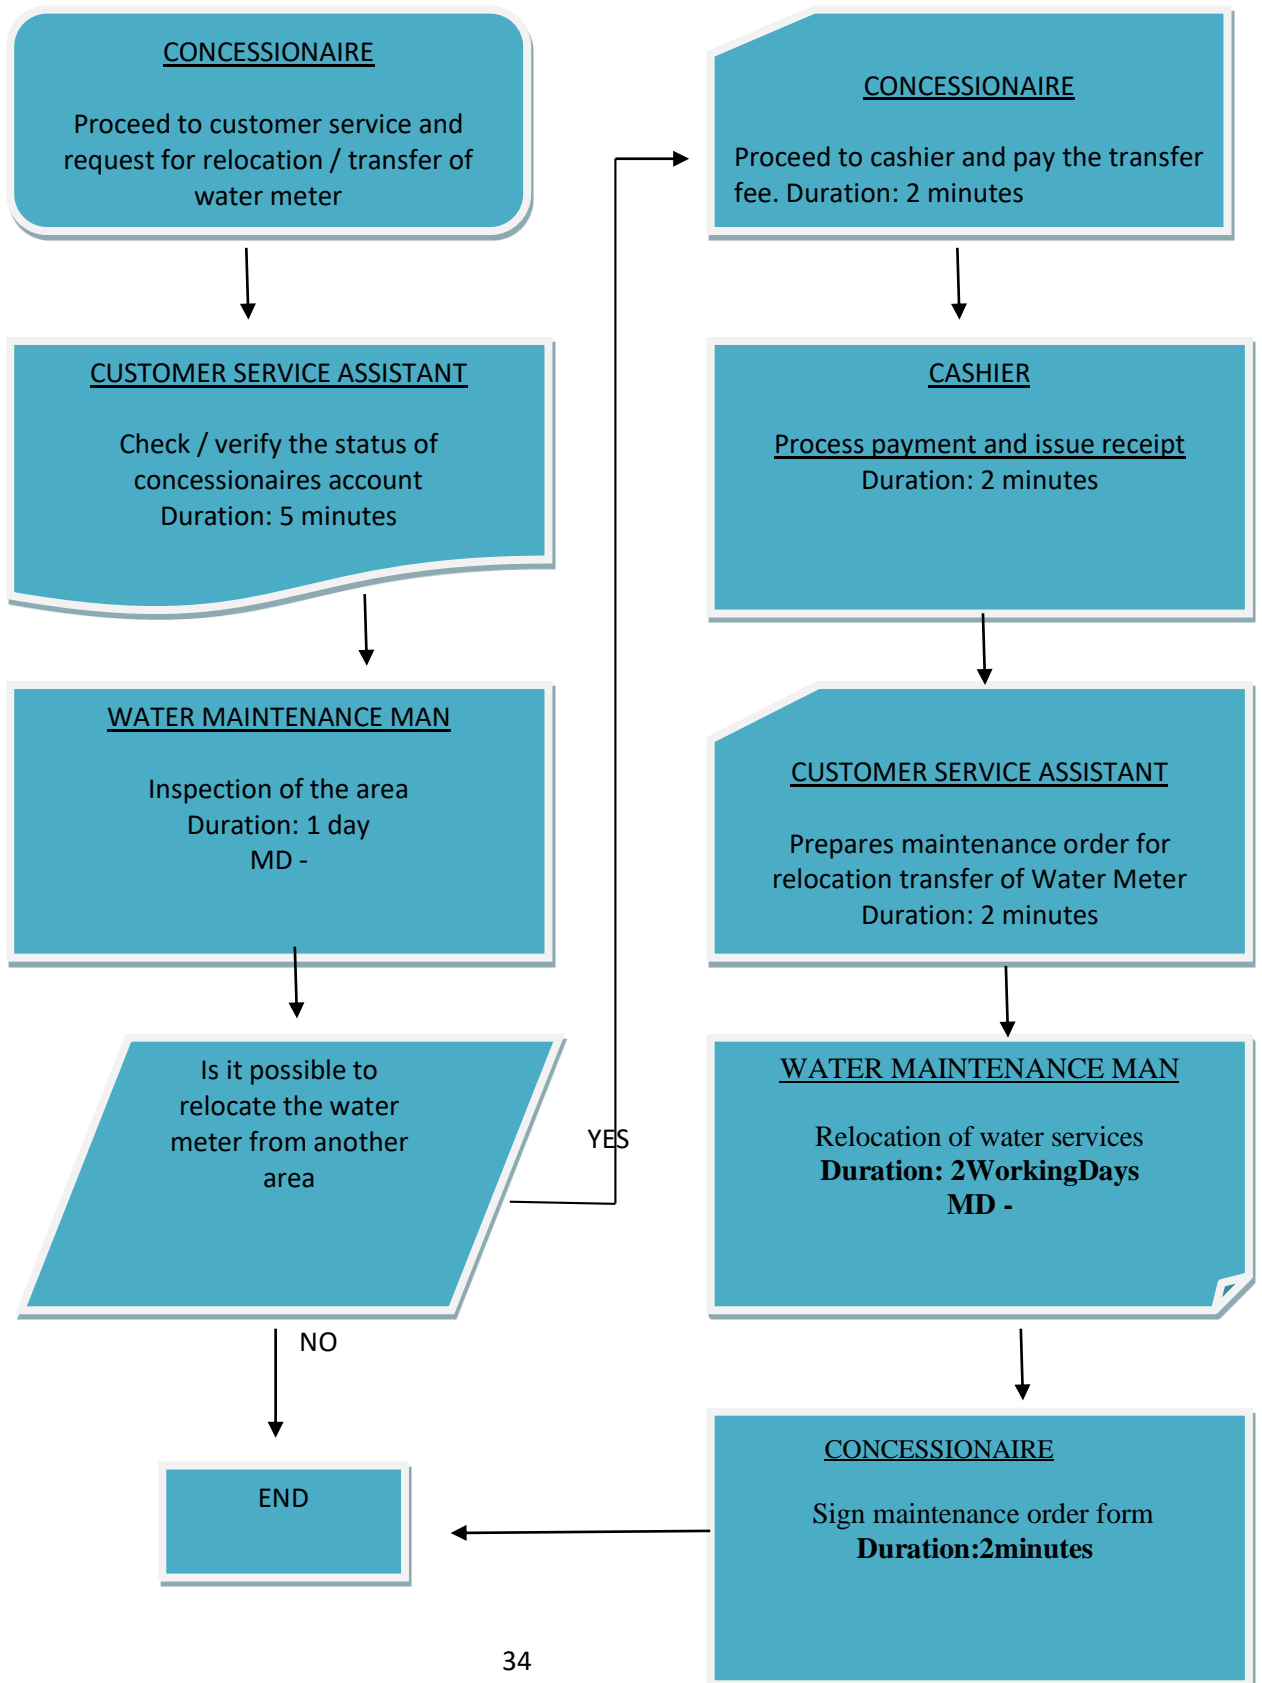 CONCESSIONAIRE
Proceed to customer service and
request for relocation / transfer of
water meter
CUSTOMER SERVICE ASSISTANT
Check / verify the status of
concessionaires account
Duration: 5 minutes
WATER MAINTENANCE MAN
Inspection of the area
Duration: 1 day
MD -
Is it possible to
relocate the water
meter from another
area
YES
NO
END
CONCESSIONAIRE
Proceed to cashier and pay the transfer
fee. Duration: 2 minutes
CASHIER
Process payment and issue receipt
Duration: 2 minutes
CUSTOMER SERVICE ASSISTANT
Prepares maintenance order for
relocation transfer of Water Meter
Duration: 2 minutes
WATER MAINTENANCE MAN
Relocation of water services
Duration: 2WorkingDays
MD -
CONCESSIONAIRE
Sign maintenance order form
Duration:2minutes
34